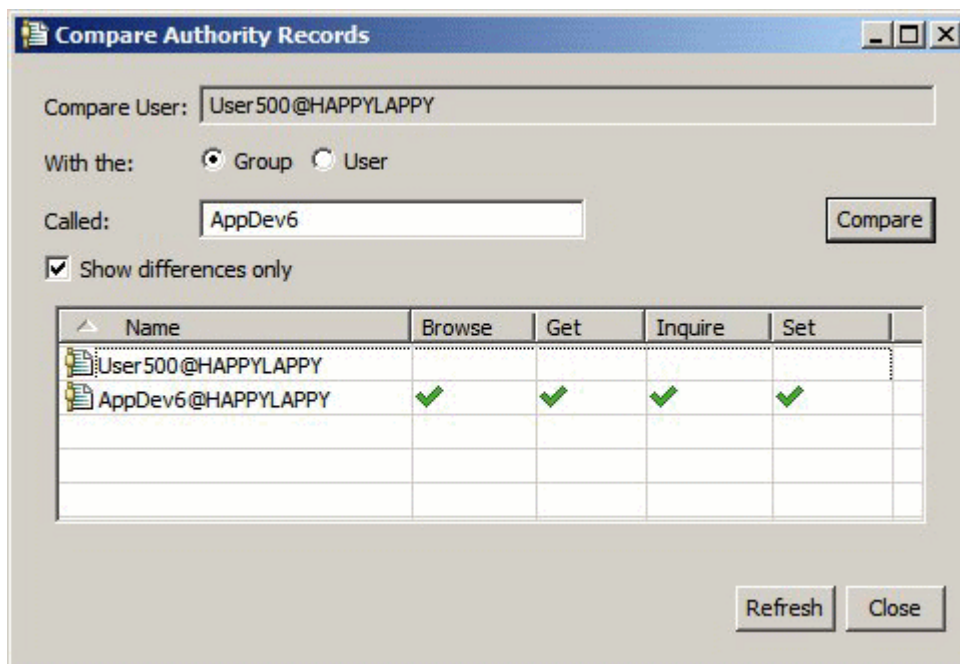 Compare Authority Records
Compare User: User500@HAPPYLAPPY
With the: Group User
Called: AppDev6 Compare
Show differences only
Name Browse Get Inquire Set
User500@HAPPYLAPPY
AppDev6@HAPPYLAPPY
Refresh Close